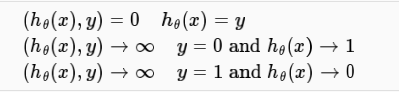 (h_θ(x), y) = 0   h_θ(x) = y
(h_θ(x), y) → ∞   y = 0 and h_θ(x) → 1
(h_θ(x), y) → ∞   y = 1 and h_θ(x) → 0